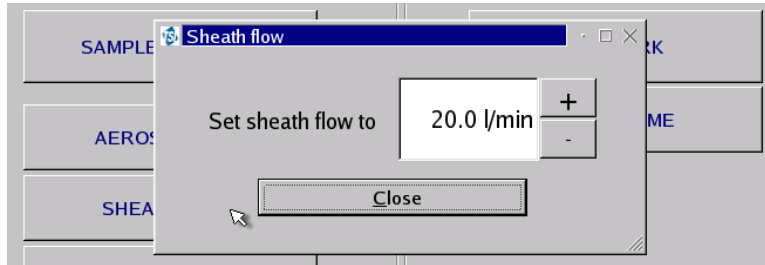 SAMPLE
Sheath flow
RK
Set sheath flow to
20.0 l/min
+
-
AEROS
ME
SHEA
Close